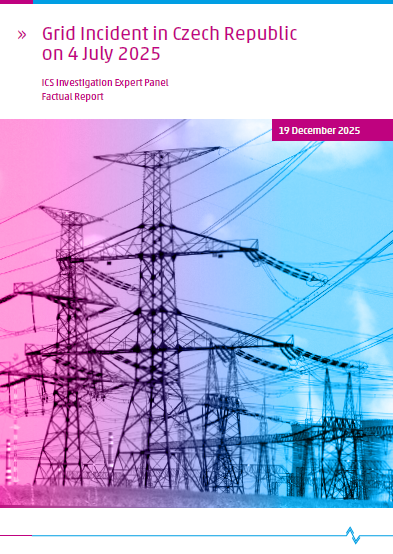 » Grid Incident in Czech Republic
on 4 July 2025
ICS Investigation Expert Panel
Factual Report
19 December 2025